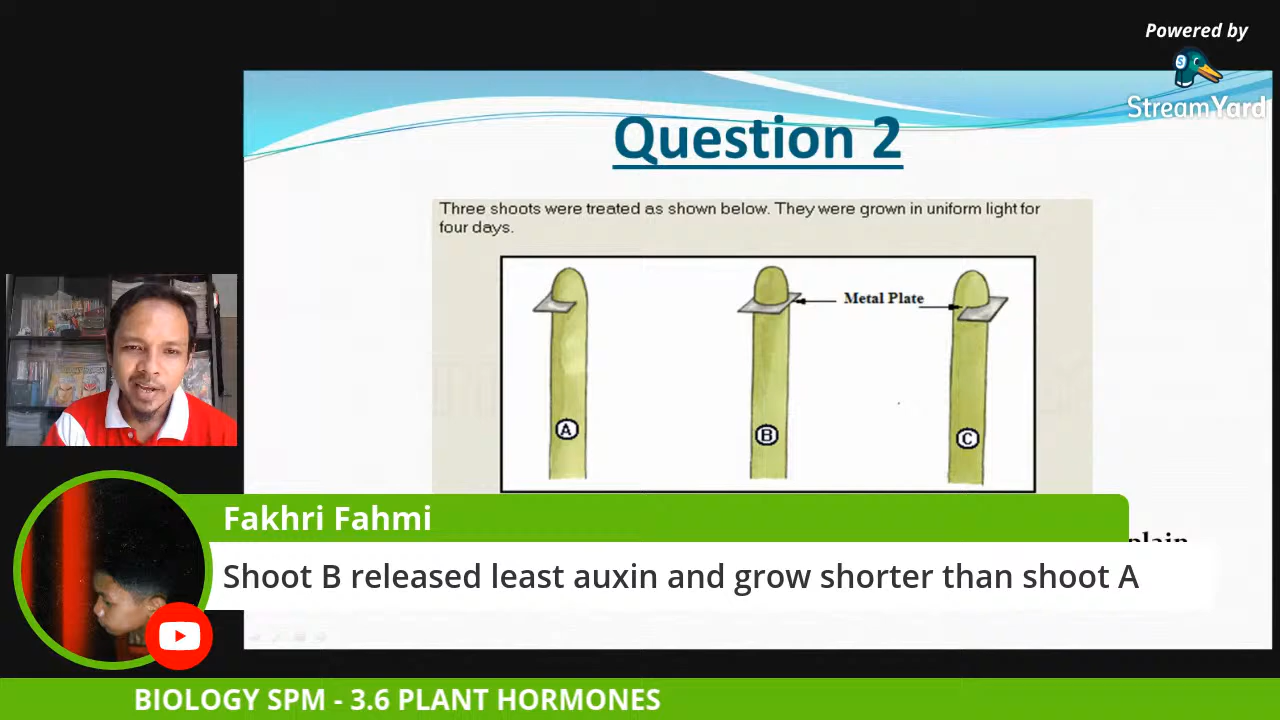 Powered by
StreamYard
Question 2
Three shoots were treated as shown below. They were grown in uniform light for
four days.
Metal Plate
A
B
C
Fakhri Fahmi
Shoot B released least auxin and grow shorter than shoot A
BIOLOGY SPM - 3.6 PLANT HORMONES